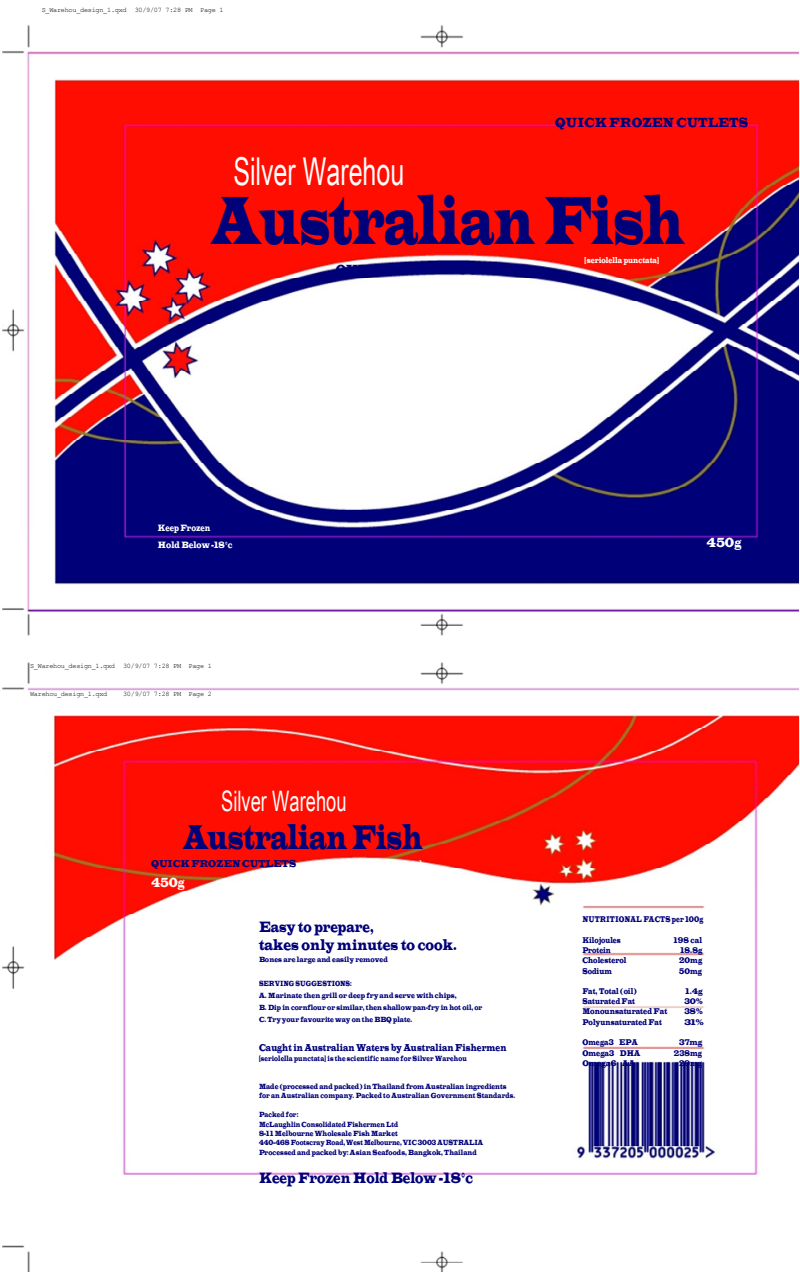 S_Warehou_design_1.qxd 30/9/07 7:28 PM Page 1
QUICK FROZEN CUTLETS
Silver Warehou
Australian Fish
[seriolella punctata]
Keep Frozen
Hold Below -18°c
450g
S_Warehou_design_1.qxd 30/9/07 7:28 PM Page 1
Warehou_design_1.qxd 30/9/07 7:28 PM Page 2
Silver Warehou
Australian Fish
QUICK FROZEN CUTLETS
450g
Easy to prepare,
takes only minutes to cook.
Bones are large and easily removed
SERVING SUGGESTIONS:
A. Marinate then grill or deep fry and serve with chips,
B. Dip in cornflour or similar, then shallow pan-fry in hot oil, or
C. Try your favourite way on the BBQ plate.
Caught in Australian Waters by Australian Fishermen
[seriolella punctata] is the scientific name for Silver Warehou
Made (processed and packed) in Thailand from Australian ingredients
for an Australian company. Packed to Australian Government Standards.
Packed for:
McLaughlin Consolidated Fishermen Ltd
8-11 Melbourne Wholesale Fish Market
440-468 Footscray Road, West Melbourne, VIC 3003 AUSTRALIA
Processed and packed by: Asian Seafoods, Bangkok, Thailand
Keep Frozen Hold Below -18°c
NUTRITIONAL FACTS per 100g
Kilojoules 198 cal
Protein 18.8g
Cholesterol 20mg
Sodium 50mg
Fat, Total (oil) 1.4g
Saturated Fat 30%
Monounsaturated Fat 38%
Polyunsaturated Fat 31%
Omega3 EPA 37mg
Omega3 DHA 238mg
Omega6 AA
9 337205 000025 >